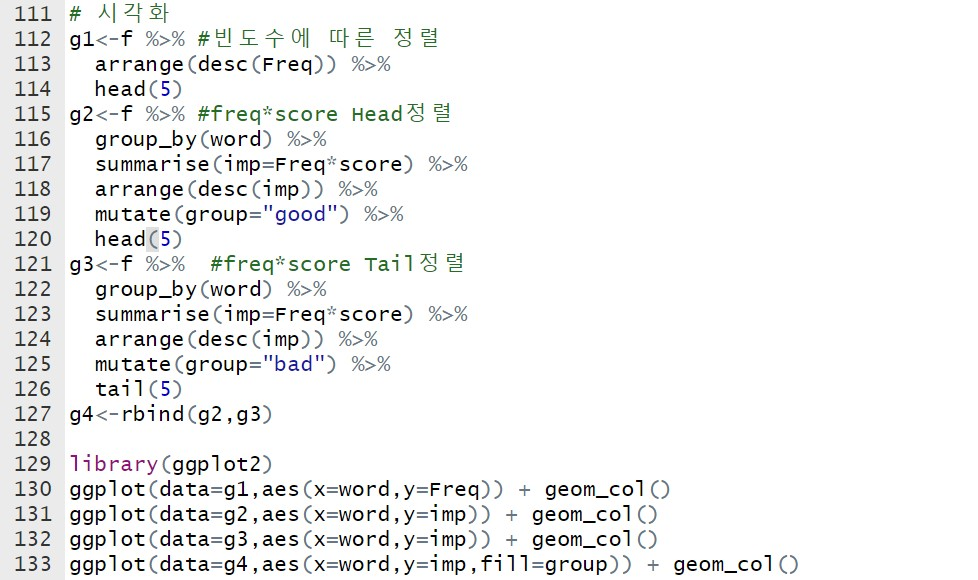 111 # 시각화
112 g1<-f %>% #빈도수에 따른 정렬
113   arrange(desc(Freq)) %>%
114   head(5)
115 g2<-f %>% #freq*score Head정렬
116   group_by(word) %>%
117   summarise(imp=Freq*score) %>%
118   arrange(desc(imp)) %>%
119   mutate(group="good") %>%
120   head(5)
121 g3<-f %>%  #freq*score Tail정렬
122   group_by(word) %>%
123   summarise(imp=Freq*score) %>%
124   arrange(desc(imp)) %>%
125   mutate(group="bad") %>%
126   tail(5)
127 g4<-rbind(g2,g3)
128
129 library(ggplot2)
130 ggplot(data=g1,aes(x=word,y=Freq)) + geom_col()
131 ggplot(data=g2,aes(x=word,y=imp)) + geom_col()
132 ggplot(data=g3,aes(x=word,y=imp)) + geom_col()
133 ggplot(data=g4,aes(x=word,y=imp,fill=group)) + geom_col()